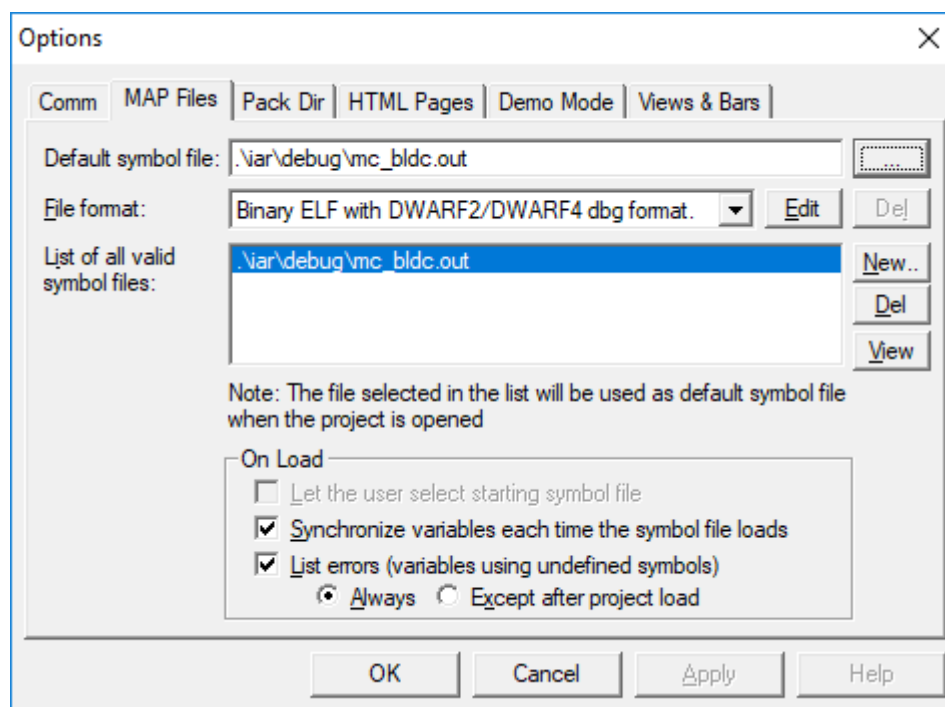 Options
Comm MAP Files Pack Dir HTML Pages Demo Mode Views & Bars
Default symbol file: .\iar\debug\mc_bldc.out ...
File format: Binary ELF with DWARF2/DWARF4 dbg format. Edit Del
List of all valid
symbol files:
.\iar\debug\mc_bldc.out
New..
Del
View
Note: The file selected in the list will be used as default symbol file
when the project is opened
On Load
Let the user select starting symbol file
Synchronize variables each time the symbol file loads
List errors (variables using undefined symbols)
Always Except after project load
OK Cancel Apply Help